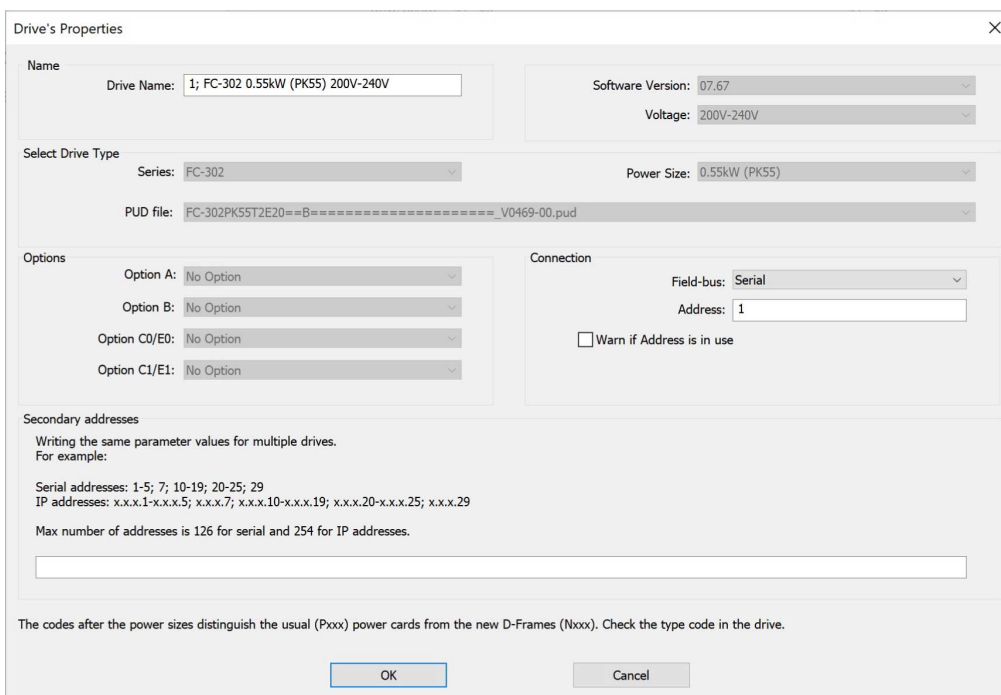 Drive's Properties
Name
Drive Name: 1; FC-302 0.55kW (PK55) 200V-240V
Software Version: 07.67
Voltage: 200V-240V
Select Drive Type
Series: FC-302
Power Size: 0.55kW (PK55)
PUD file: FC-302PK55T2E20==B======================_V0469-00.pud
Options
Option A: No Option
Option B: No Option
Option C0/E0: No Option
Option C1/E1: No Option
Connection
Field-bus: Serial
Address: 1
Warn if Address is in use
Secondary addresses
Writing the same parameter values for multiple drives.
For example:
Serial addresses: 1-5; 7; 10-19; 20-25; 29
IP addresses: x.x.x.1-x.x.x.5; x.x.x.7; x.x.x.10-x.x.x.19; x.x.x.20-x.x.x.25; x.x.x.29
Max number of addresses is 126 for serial and 254 for IP addresses.
The codes after the power sizes distinguish the usual (Pxxx) power cards from the new D-Frames (Nxxx). Check the type code in the drive.
OK
Cancel